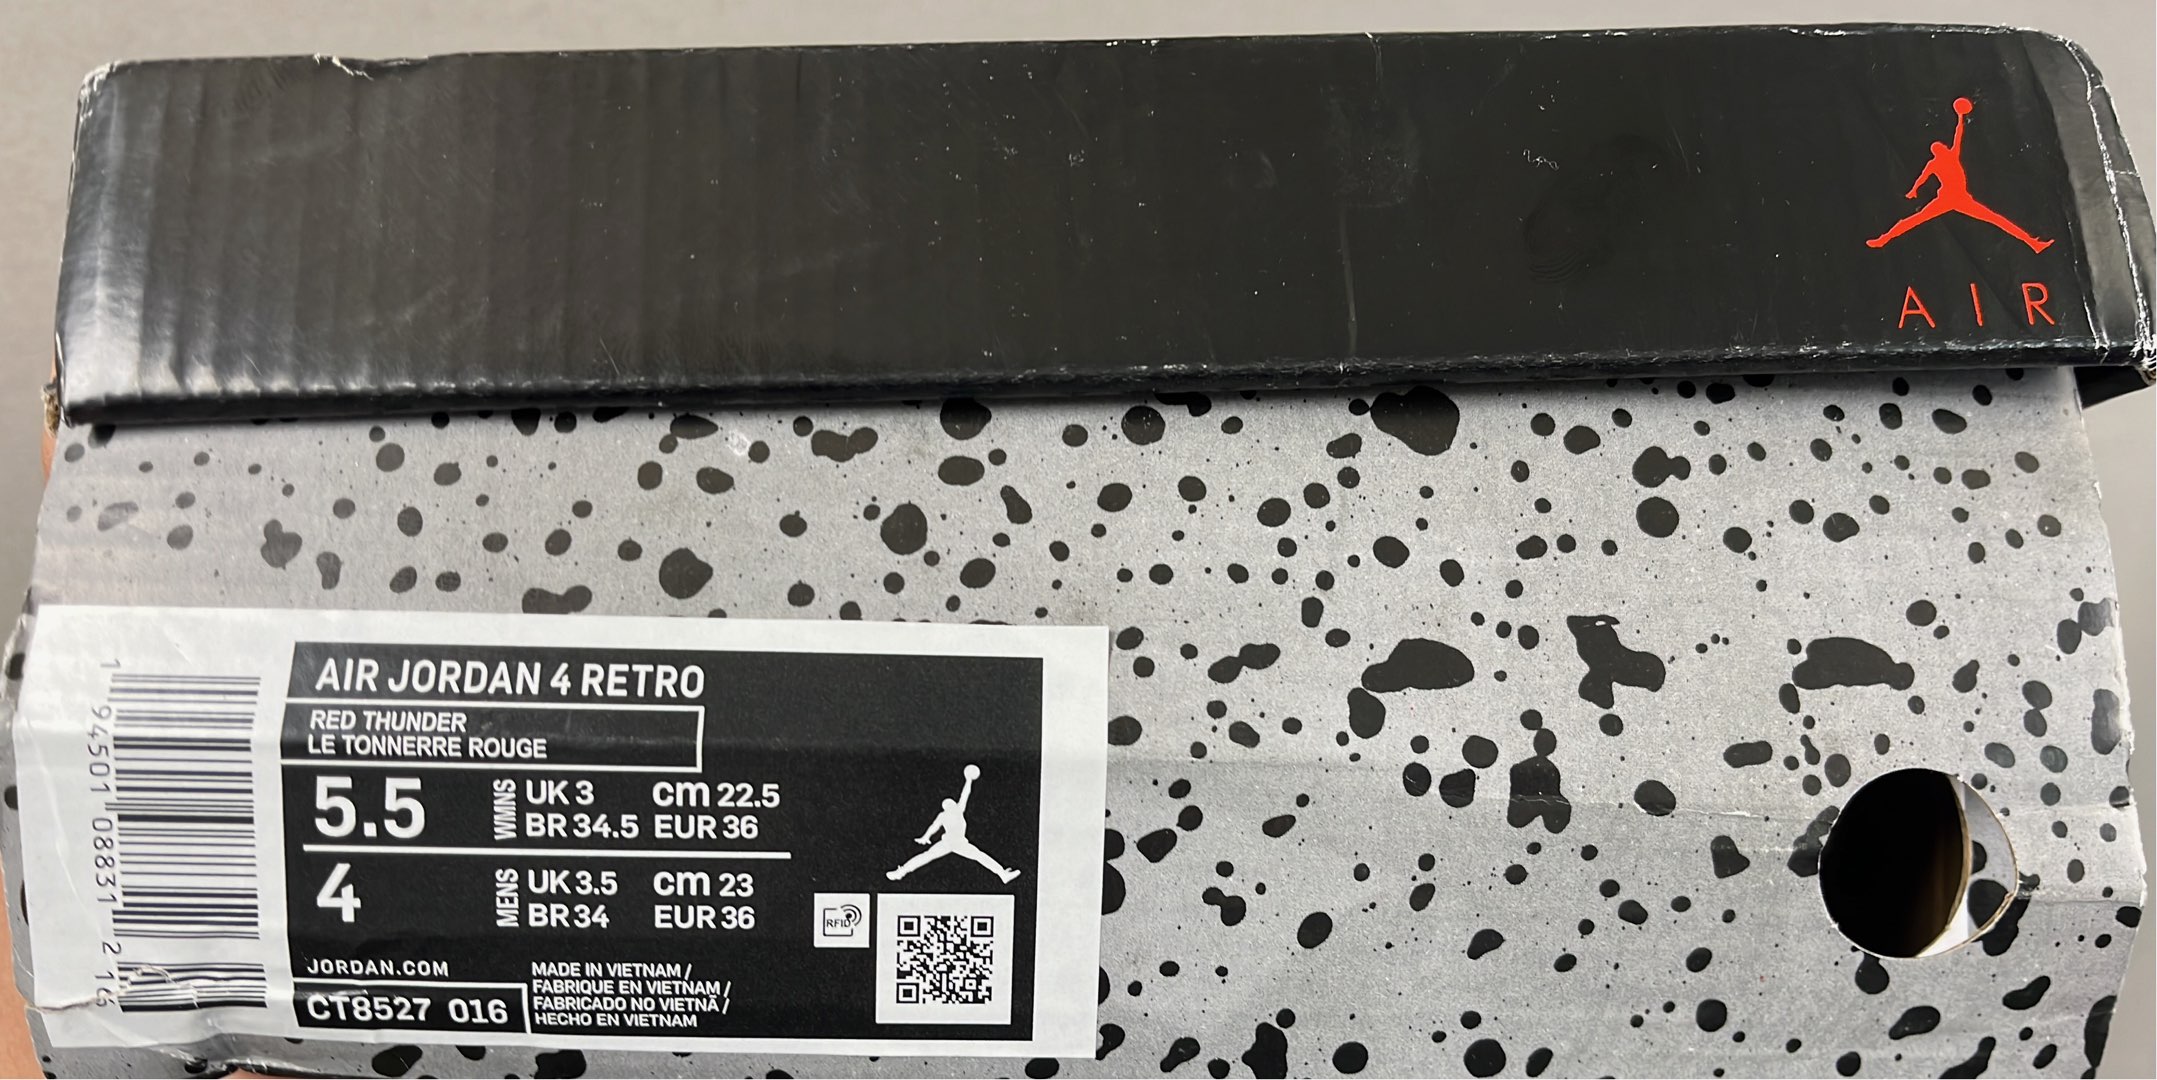 AIR
AIR JORDAN 4 RETRO
RED THUNDER
LE TONNERRE ROUGE
5.5 WMNS UK 3 cm 22.5
BR 34.5 EUR 36
4 MENS UK 3.5 cm 23
BR 34 EUR 36
RFID
JORDAN.COM
CT8527 016
MADE IN VIETNAM /
FABRIQUE EN VIETNAM /
FABRICADO NO VIETNÃ /
HECHO EN VIETNAM
1 94501 08831 2 16